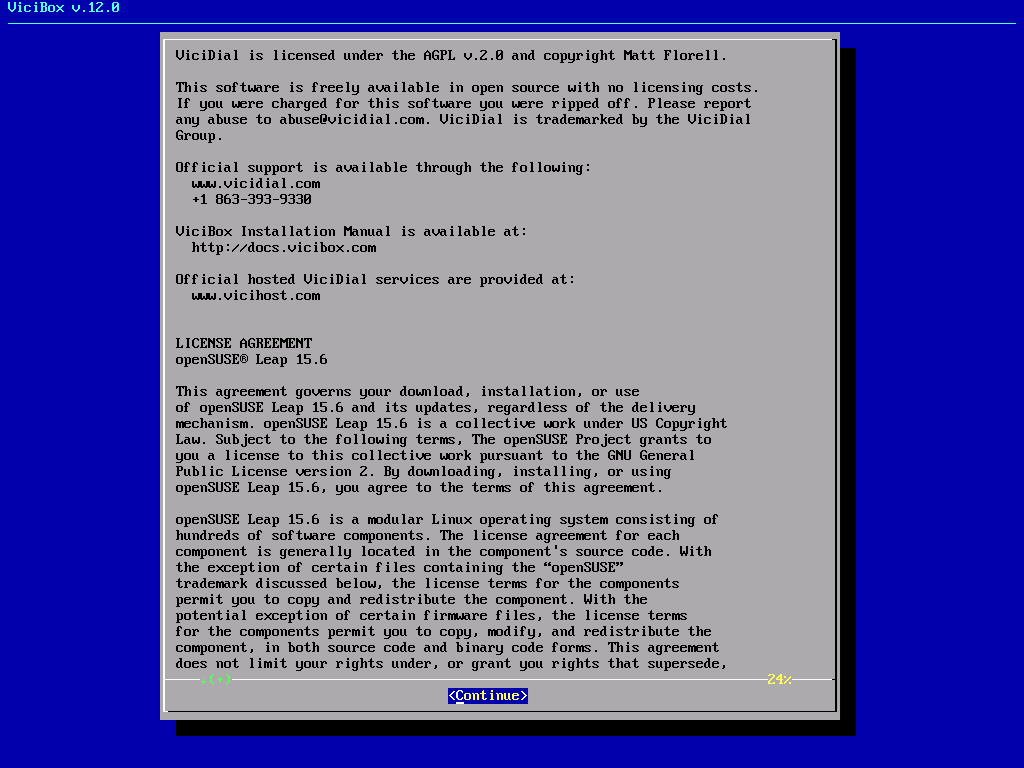 ViciBox v.12.0
ViciDial is licensed under the AGPL v.2.0 and copyright Matt Florell.
This software is freely available in open source with no licensing costs.
If you were charged for this software you were ripped off. Please report
any abuse to abuse@vicidial.com. ViciDial is trademarked by the ViciDial
Group.
Official support is available through the following:
www.vicidial.com
+1 863-393-9330
ViciBox Installation Manual is available at:
http://docs.vicibox.com
Official hosted ViciDial services are provided at:
www.vicihost.com
LICENSE AGREEMENT
openSUSE® Leap 15.6
This agreement governs your download, installation, or use
of openSUSE Leap 15.6 and its updates, regardless of the delivery
mechanism. openSUSE Leap 15.6 is a collective work under US Copyright
Law. Subject to the following terms, The openSUSE Project grants to
you a license to this collective work pursuant to the GNU General
Public License version 2. By downloading, installing, or using
openSUSE Leap 15.6, you agree to the terms of this agreement.
openSUSE Leap 15.6 is a modular Linux operating system consisting of
hundreds of software components. The license agreement for each
component is generally located in the component's source code. With
the exception of certain files containing the “openSUSE”
trademark discussed below, the license terms for the components
permit you to copy and redistribute the component. With the
potential exception of certain firmware files, the license terms
for the components permit you to copy, modify, and redistribute the
component, in both source code and binary code forms. This agreement
does not limit your rights under, or grant you rights that supersede,
↓(+) 24%
<Continue>